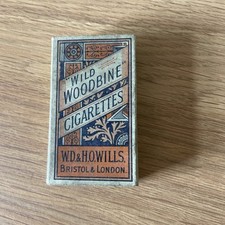 WILD
WOODBINE
CIGARETTES
W.D.& H.O.WILLS.
BRISTOL & LONDON.